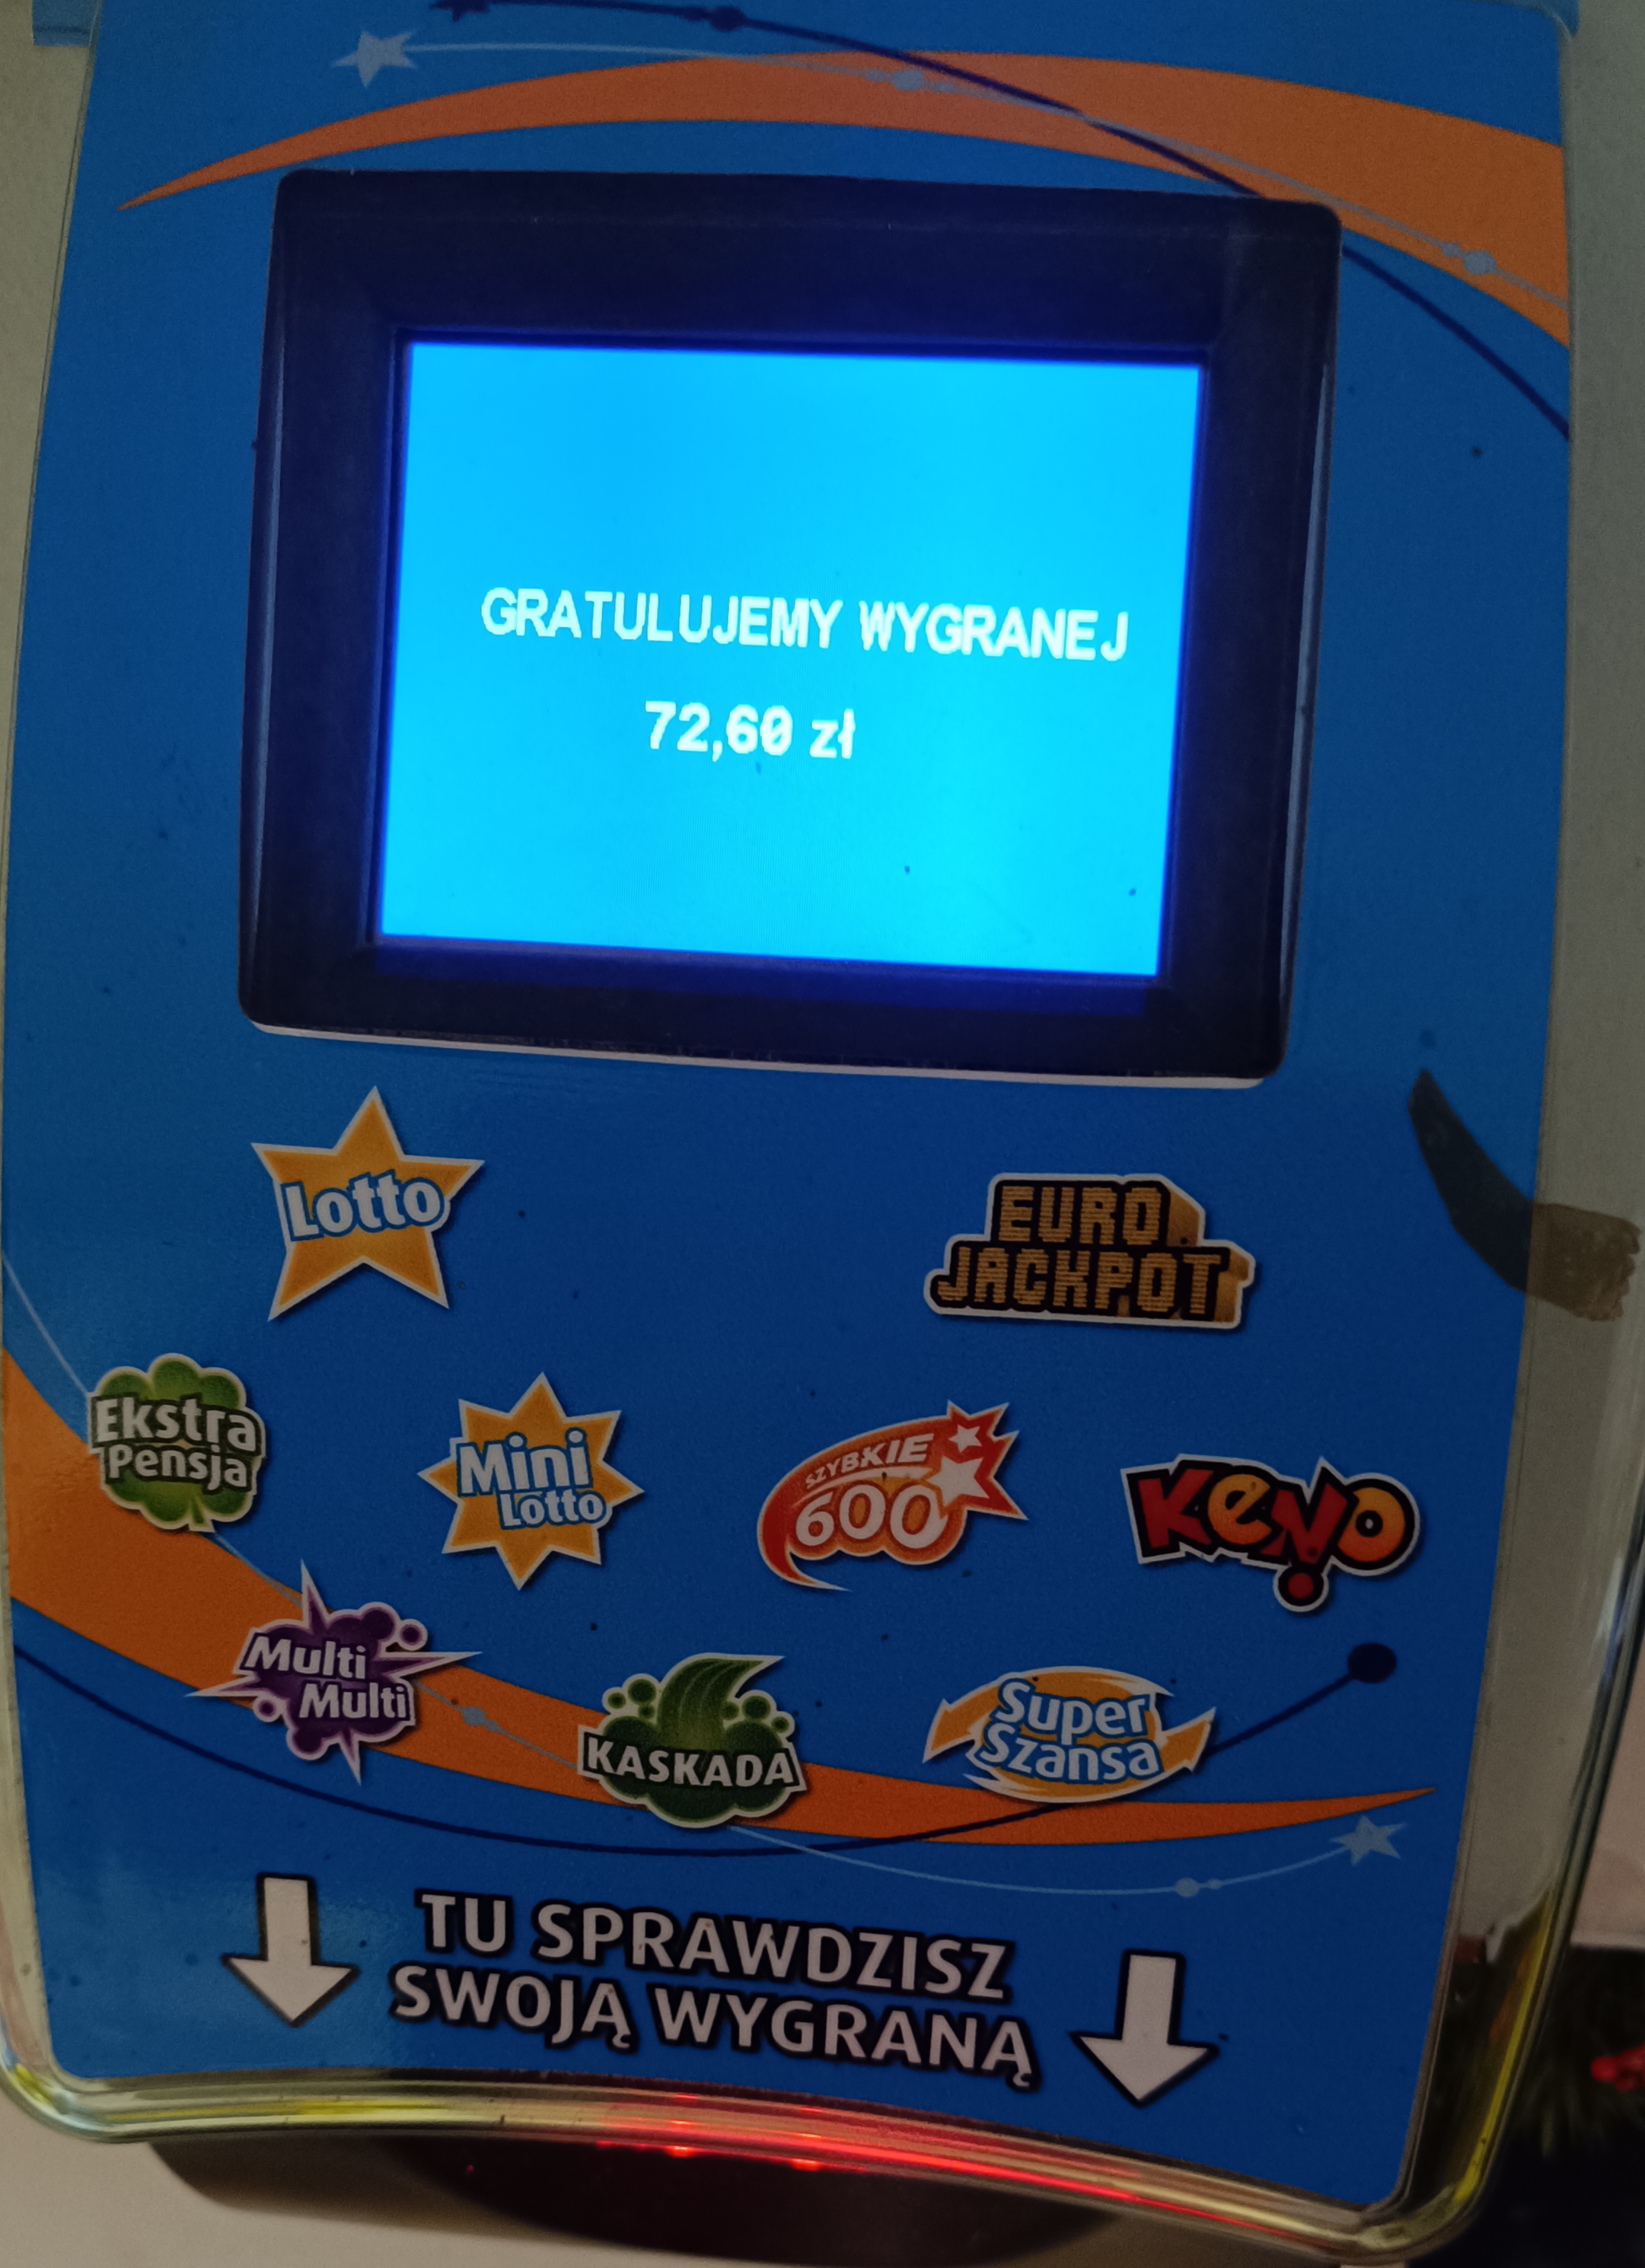 GRATULUJEMY WYGRANEJ
72,60 zł
Lotto
EURO
JACKPOT
Ekstra
Pensja
Mini
Lotto
SZYBKIE
600
KENO
Multi
Multi
KASKADA
Super
Szansa
TU SPRAWDZISZ
SWOJĄ WYGRANĄ